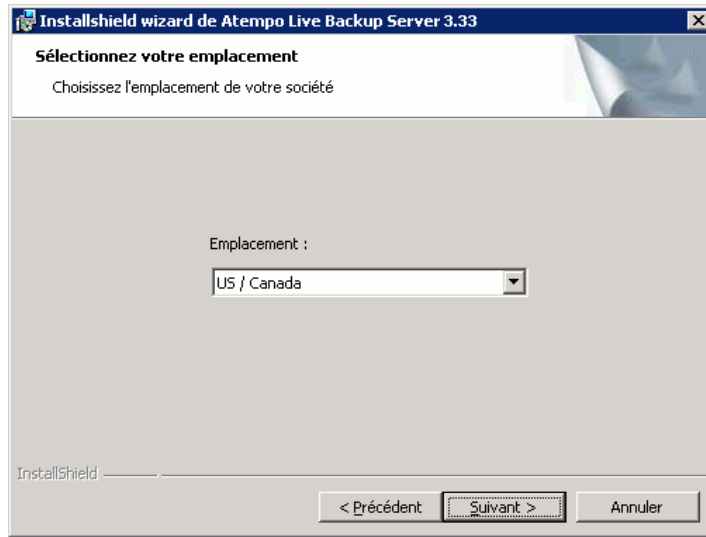 Installshield wizard de Atempo Live Backup Server 3.33
Sélectionnez votre emplacement
Choisissez l'emplacement de votre société
Emplacement :
US / Canada
InstallShield
< Précédent
Suivant >
Annuler